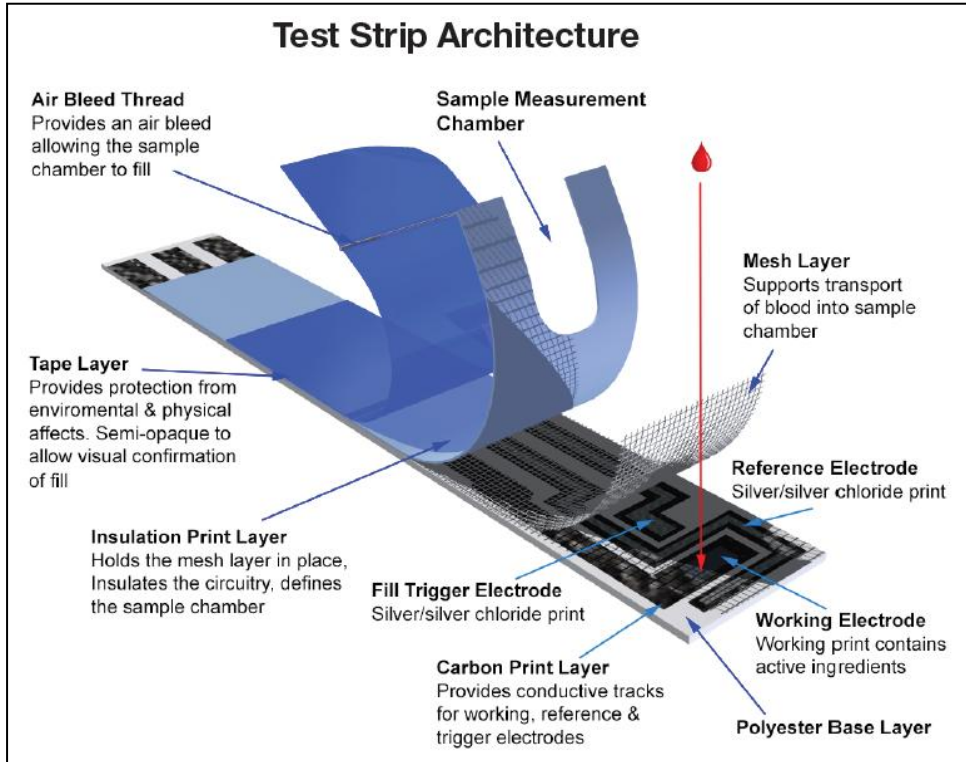 Test Strip Architecture
Air Bleed Thread
Provides an air bleed
allowing the sample
chamber to fill
Sample Measurement
Chamber
Mesh Layer
Supports transport
of blood into sample
chamber
Tape Layer
Provides protection from
enviromental & physical
affects. Semi-opaque to
allow visual confirmation
of fill
Reference Electrode
Silver/silver chloride print
Insulation Print Layer
Holds the mesh layer in place,
Insulates the circuitry, defines
the sample chamber
Fill Trigger Electrode
Silver/silver chloride print
Working Electrode
Working print contains
active ingredients
Carbon Print Layer
Provides conductive tracks
for working, reference &
trigger electrodes
Polyester Base Layer